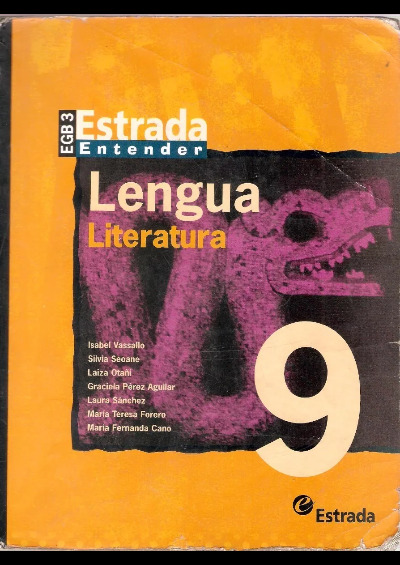 EGB 3
Estrada
Entender
Lengua
Literatura
Isabel Vassallo
Silvia Seoane
Laiza Otañi
Graciela Pérez Aguilar
Laura Sánchez
María Teresa Forero
María Fernanda Cano
9
e Estrada